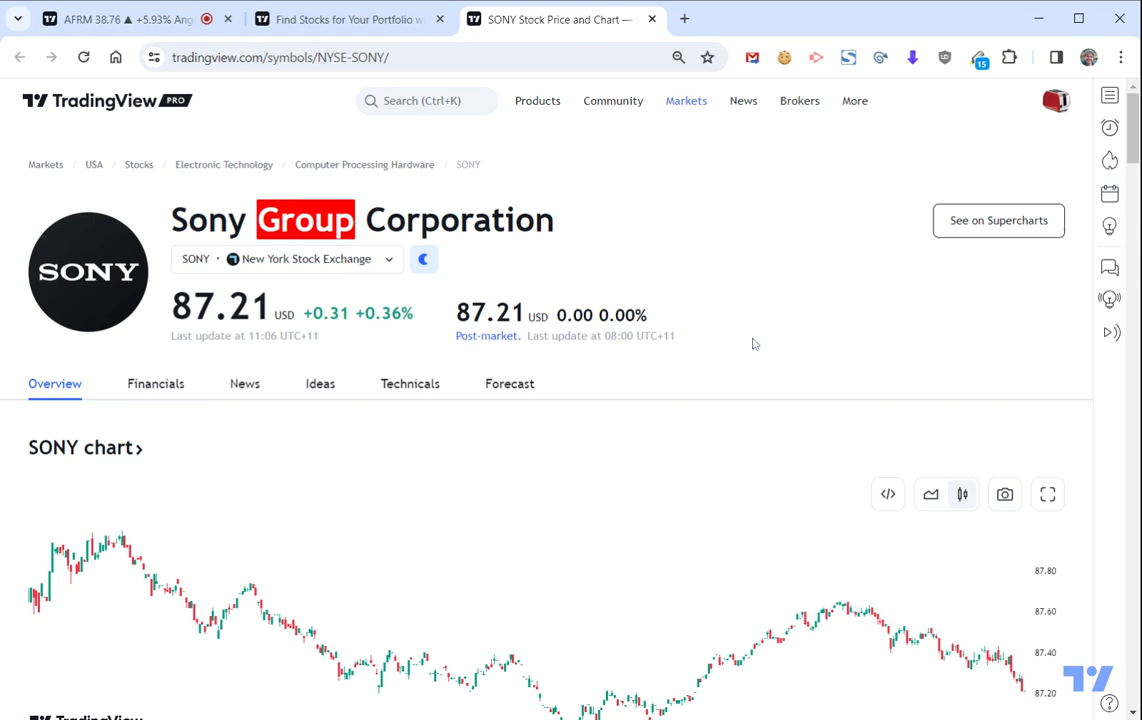 AFRM 38.76 ▲ +5.93% Ang
Find Stocks for Your Portfolio w
SONY Stock Price and Chart —
tradingview.com/symbols/NYSE-SONY/
15
TradingView PRO
Search (Ctrl+K)
Products
Community
Markets
News
Brokers
More
Markets / USA / Stocks / Electronic Technology / Computer Processing Hardware / SONY
SONY
Sony Group Corporation
See on Supercharts
SONY • New York Stock Exchange
87.21 USD +0.31 +0.36%
Last update at 11:06 UTC+11
87.21 USD 0.00 0.00%
Post-market. Last update at 08:00 UTC+11
Overview
Financials
News
Ideas
Technicals
Forecast
SONY chart ›
87.80
87.60
87.40
87.20
TradingView